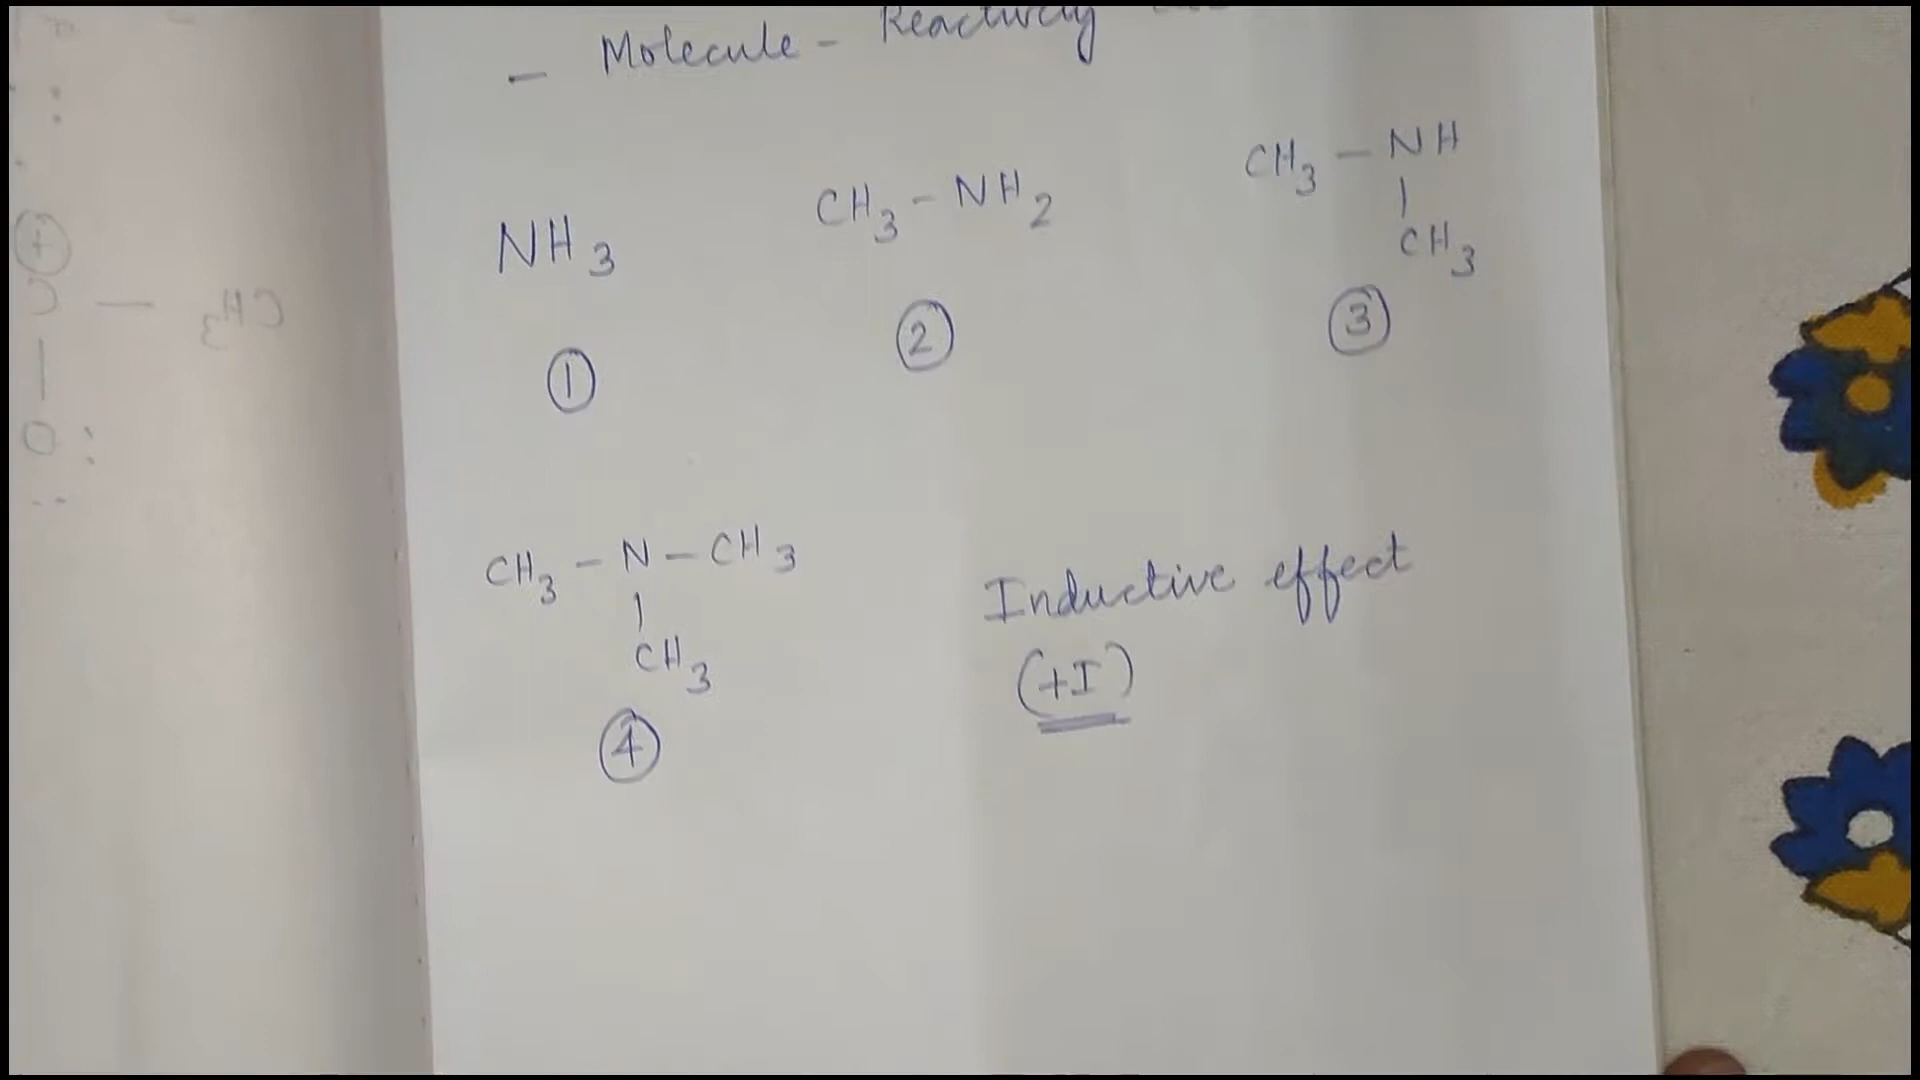 - Molecule - Reactivity
NH3
CH3 - NH2
CH3 - NH
|
CH3
①
②
③
CH3 - N - CH3
|
CH3
④
Inductive effect
(+I)